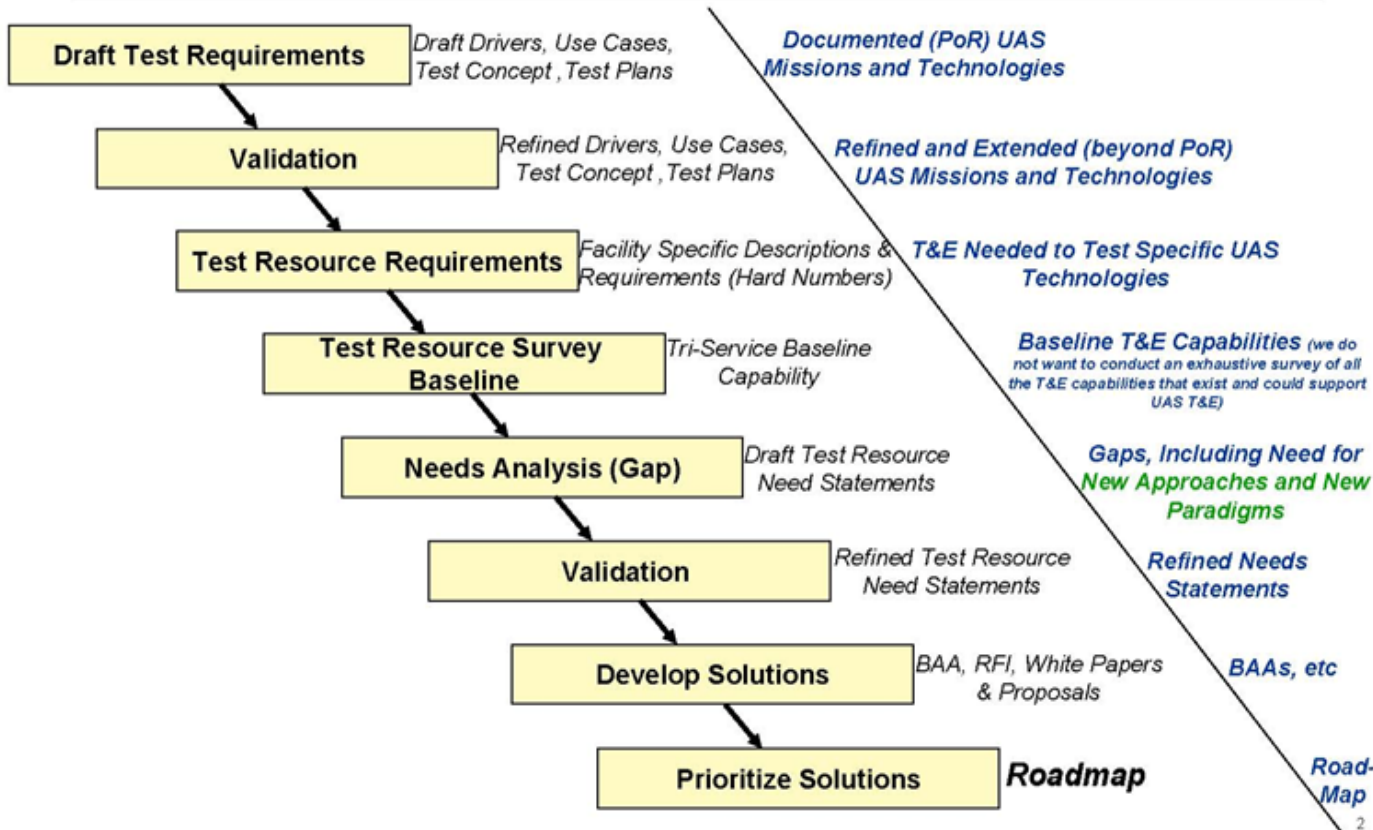 Draft Test Requirements
Draft Drivers, Use Cases,
Test Concept , Test Plans
Documented (PoR) UAS
Missions and Technologies
Validation
Refined Drivers, Use Cases,
Test Concept , Test Plans
Refined and Extended (beyond PoR)
UAS Missions and Technologies
Test Resource Requirements
Facility Specific Descriptions &
Requirements (Hard Numbers)
T&E Needed to Test Specific UAS
Technologies
Test Resource Survey
Baseline
Tri-Service Baseline
Capability
Baseline T&E Capabilities (we do
not want to conduct an exhaustive survey of all
the T&E capabilities that exist and could support
UAS T&E)
Needs Analysis (Gap)
Draft Test Resource
Need Statements
Gaps, Including Need for
New Approaches and New
Paradigms
Validation
Refined Test Resource
Need Statements
Refined Needs
Statements
Develop Solutions
BAA, RFI, White Papers
& Proposals
BAAs, etc
Prioritize Solutions
Roadmap
Road-
Map
2